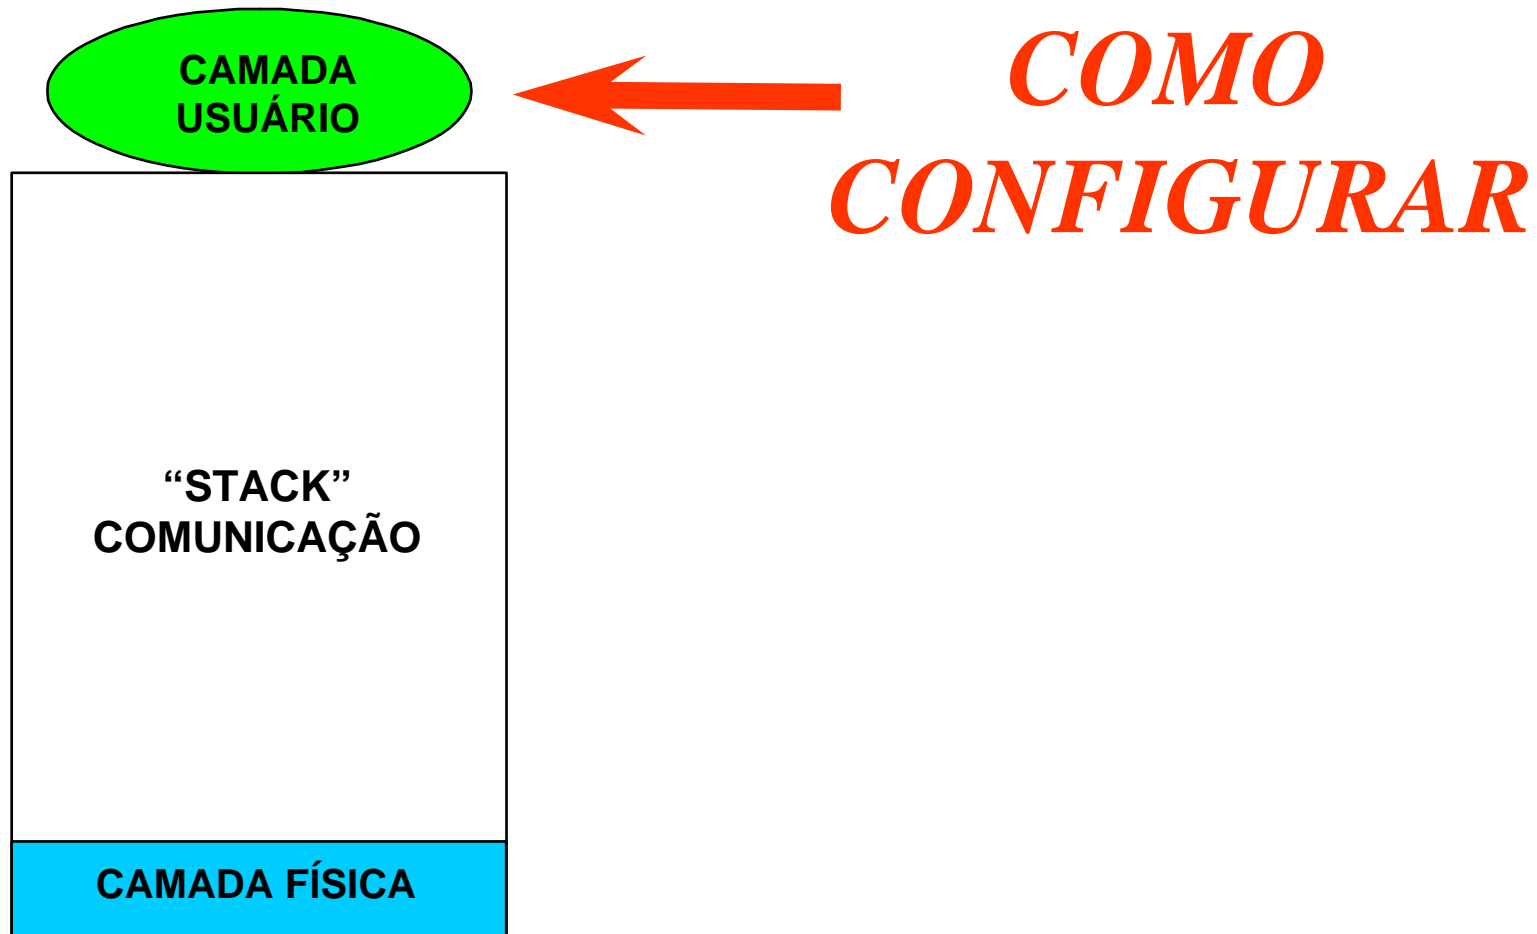 CAMADA
USUÁRIO
COMO
CONFIGURAR
“STACK”
COMUNICAÇÃO
CAMADA FÍSICA